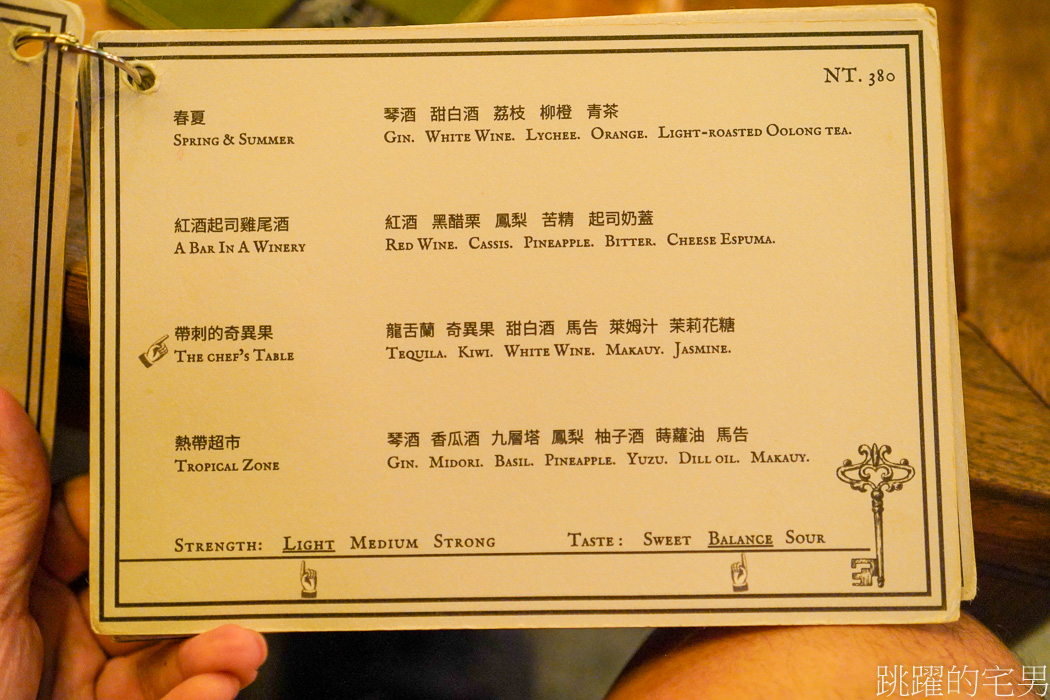 NT. 380
春夏
琴酒 甜白酒 荔枝 柳橙 青茶
Spring & Summer
Gin. White Wine. Lychee. Orange. Light-roasted Oolong tea.
紅酒起司雞尾酒
紅酒 黑醋栗 鳳梨 苦精 起司奶蓋
A Bar In A Winery
Red Wine. Cassis. Pineapple. Bitter. Cheese Espuma.
帶刺的奇異果
龍舌蘭 奇異果 甜白酒 馬告 萊姆汁 茉莉花糖
The chef's Table
Tequila. Kiwi. White Wine. Makauy. Jasmine.
熱帶超市
琴酒 香瓜酒 九層塔 鳳梨 柚子酒 蒔蘿油 馬告
Tropical Zone
Gin. Midori. Basil. Pineapple. Yuzu. Dill oil. Makauy.
Strength: Light Medium Strong Taste: Sweet Balance Sour
跳躍的宅男